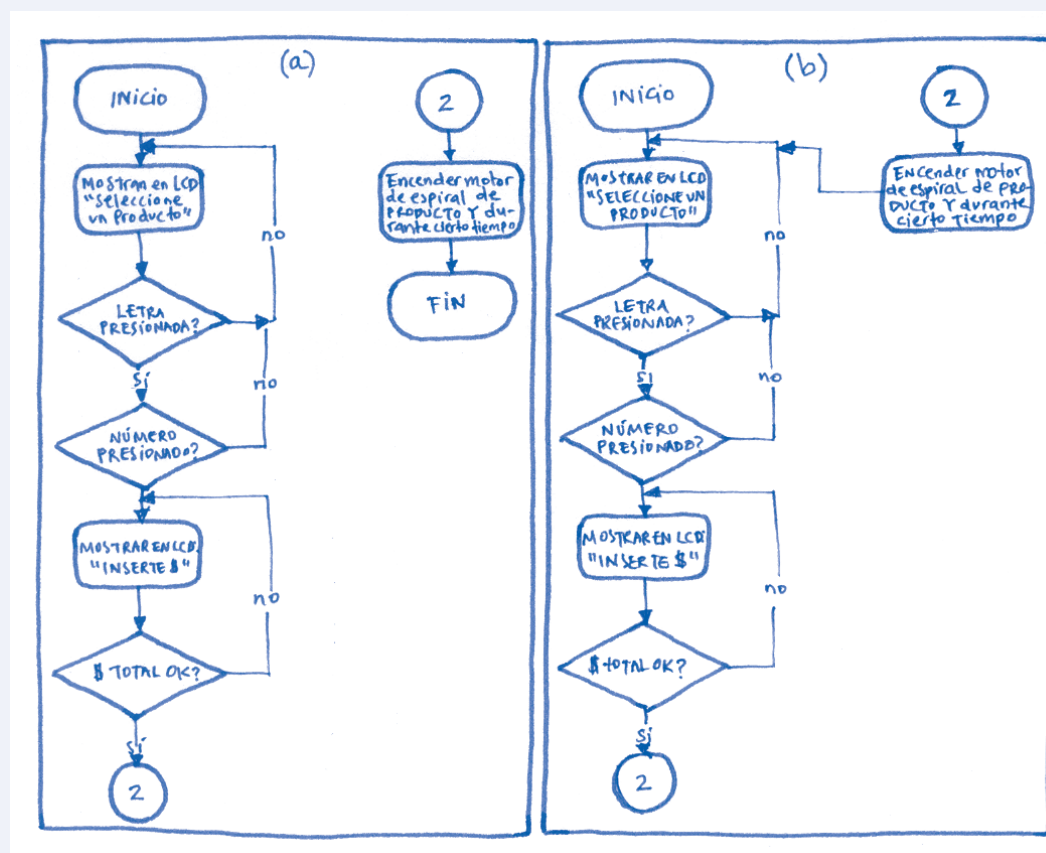 (a)
INiCiO
MOSTRAR en LCD
"Seleccione
un Producto"
no
LETRA
PRESiONADA?
Sí
no
NÚMERO
PRESiONADO?
MOSTRAR EN LCD
"INSERTE $"
no
$ TOTAL OK?
Sí
2
2
Encender motor
de espiral de
PRODUCTO Y du-
rante cierto tiempo
FiN
(b)
INiCiO
MOSTRAR EN LCD
"SELECCIONE UN
PRODUCTO"
no
LETRA
PRESiONADA?
Si
no
NÚMERO
PRESiONADO?
MOSTRAR EN LCD
"INSERTE $"
no
$ TOTAL OK?
Si
2
2
Encender motor
de espiral de PRO-
DUCTO Y durante
cierto Tiempo